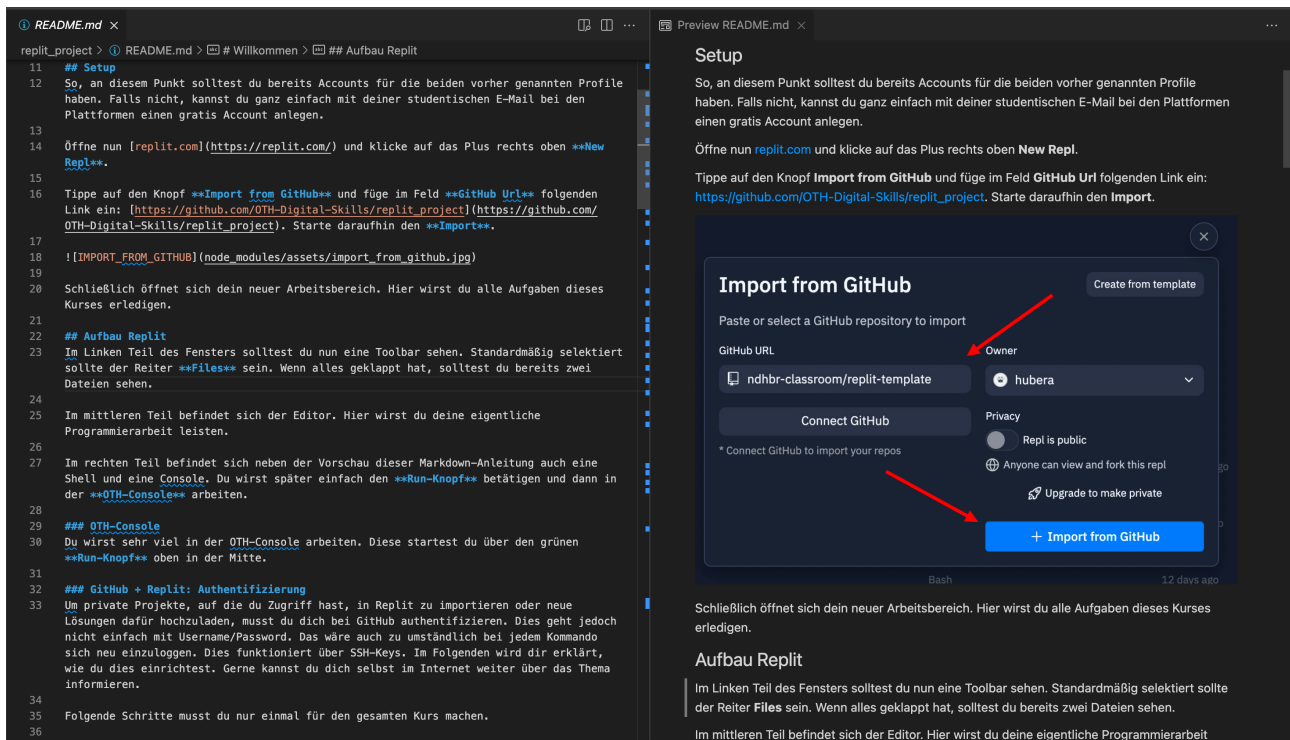 README.md
replit_project > README.md > # Willkommen > ## Aufbau Replit
11 ## Setup
12 So, an diesem Punkt solltest du bereits Accounts für die beiden vorher genannten Profile
haben. Falls nicht, kannst du ganz einfach mit deiner studentischen E-Mail bei den
Plattformen einen gratis Account anlegen.
13
14 Öffne nun [replit.com](https://replit.com/) und klicke auf das Plus rechts oben **New
Repl**.
15
16 Tippe auf den Knopf **Import from GitHub** und füge im Feld **GitHub Url** folgenden
Link ein: [https://github.com/OTH-Digital-Skills/replit_project](https://github.com/
OTH-Digital-Skills/replit_project). Starte daraufhin den **Import**.
17
18 ![IMPORT_FROM_GITHUB](node_modules/assets/import_from_github.jpg)
19
20 Schließlich öffnet sich dein neuer Arbeitsbereich. Hier wirst du alle Aufgaben dieses
Kurses erledigen.
21
22 ## Aufbau Replit
23 Im Linken Teil des Fensters solltest du nun eine Toolbar sehen. Standardmäßig selektiert
sollte der Reiter **Files** sein. Wenn alles geklappt hat, solltest du bereits zwei
Dateien sehen.
24
25 Im mittleren Teil befindet sich der Editor. Hier wirst du deine eigentliche
Programmierarbeit leisten.
26
27 Im rechten Teil befindet sich neben der Vorschau dieser Markdown-Anleitung auch eine
Shell und eine Console. Du wirst später einfach den **Run-Knopf** betätigen und dann in
der **OTH-Console** arbeiten.
28
29 ### OTH-Console
30 Du wirst sehr viel in der OTH-Console arbeiten. Diese startest du über den grünen
**Run-Knopf** oben in der Mitte.
31
32 ### GitHub + Replit: Authentifizierung
33 Um private Projekte, auf die du Zugriff hast, in Replit zu importieren oder neue
Lösungen dafür hochzuladen, musst du dich bei GitHub authentifizieren. Dies geht jedoch
nicht einfach mit Username/Password. Das wäre auch zu umständlich bei jedem Kommando
sich neu einzuloggen. Dies funktioniert über SSH-Keys. Im Folgenden wird dir erklärt,
wie du dies einrichtest. Gerne kannst du dich selbst im Internet weiter über das Thema
informieren.
34
35 Folgende Schritte musst du nur einmal für den gesamten Kurs machen.
36
Preview README.md
Setup
So, an diesem Punkt solltest du bereits Accounts für die beiden vorher genannten Profile
haben. Falls nicht, kannst du ganz einfach mit deiner studentischen E-Mail bei den Plattformen
einen gratis Account anlegen.
Öffne nun replit.com und klicke auf das Plus rechts oben New Repl.
Tippe auf den Knopf Import from GitHub und füge im Feld GitHub Url folgenden Link ein:
https://github.com/OTH-Digital-Skills/replit_project. Starte daraufhin den Import.
Import from GitHub
Create from template
Paste or select a GitHub repository to import
GitHub URL
Owner
ndhbr-classroom/replit-template
hubera
Connect GitHub
Privacy
Repl is public
* Connect GitHub to import your repos
Anyone can view and fork this repl
go
Upgrade to make private
+ Import from GitHub
Bash
12 days ago
Schließlich öffnet sich dein neuer Arbeitsbereich. Hier wirst du alle Aufgaben dieses Kurses
erledigen.
Aufbau Replit
Im Linken Teil des Fensters solltest du nun eine Toolbar sehen. Standardmäßig selektiert sollte
der Reiter Files sein. Wenn alles geklappt hat, solltest du bereits zwei Dateien sehen.
Im mittleren Teil befindet sich der Editor. Hier wirst du deine eigentliche Programmierarbeit